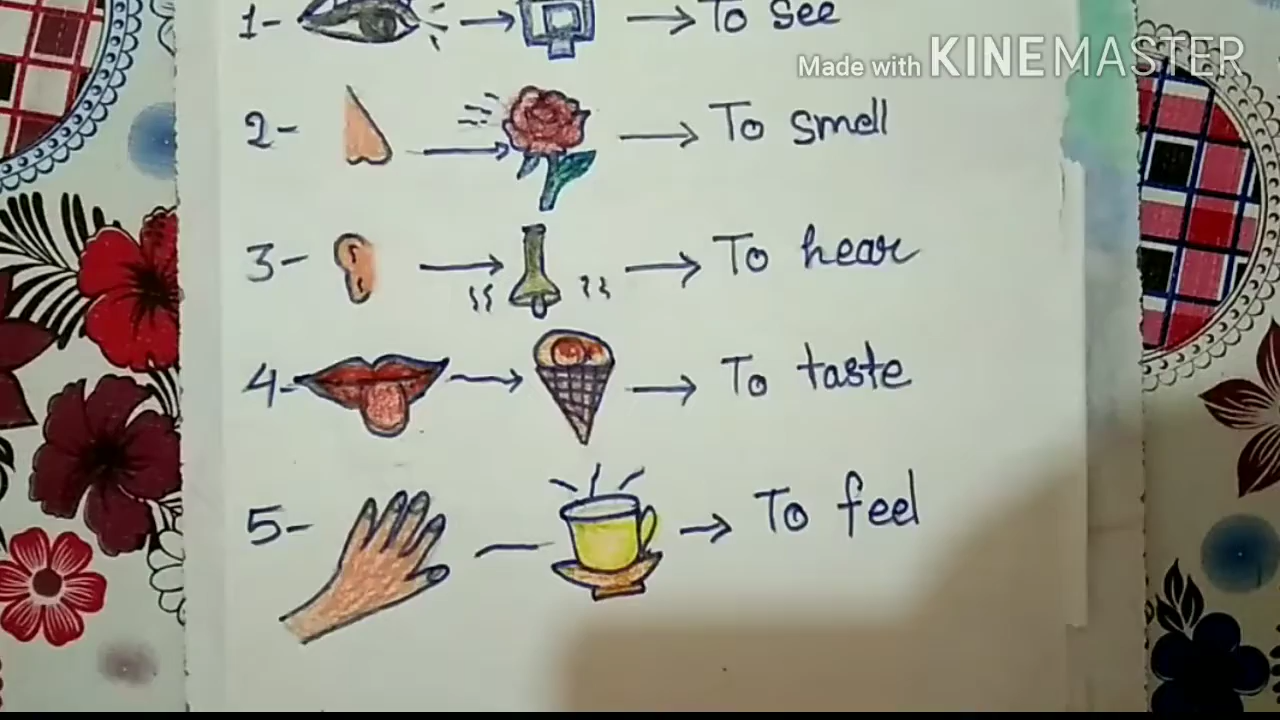 1- To see
Made with KINEMASTER
2- To smell
3- To hear
4- To taste
5- To feel